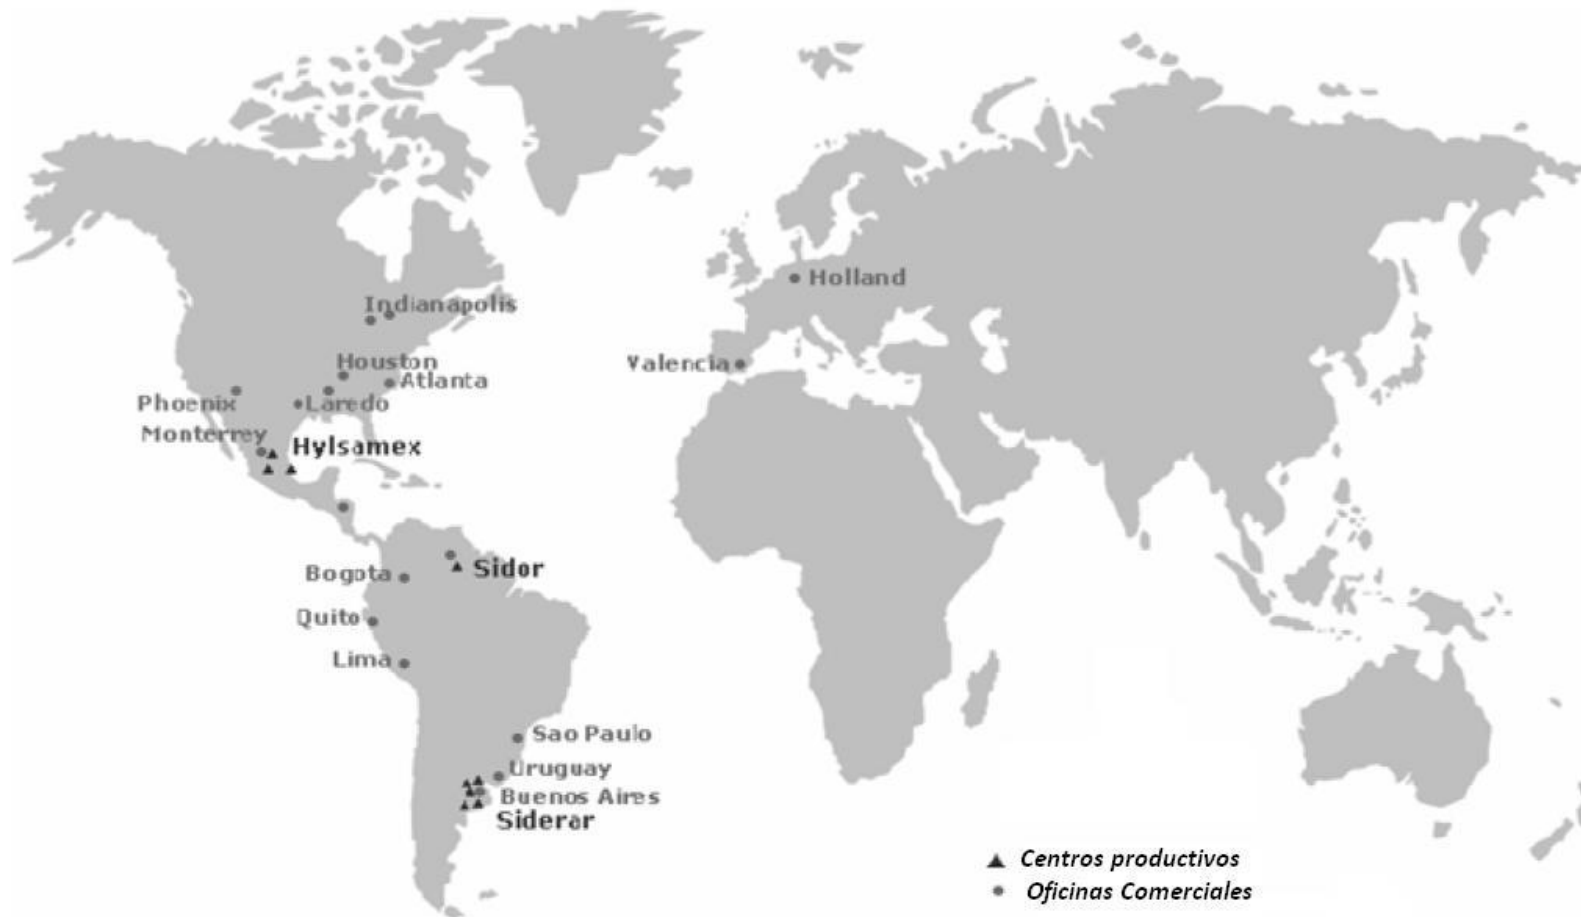 Holland
Indianapolis
Houston
Valencia
Atlanta
Phoenix
Laredo
Monterrey
Hylsamex
Sidor
Bogota
Quito
Lima
Sao Paulo
Uruguay
Buenos Aires
Siderar
Centros productivos
Oficinas Comerciales